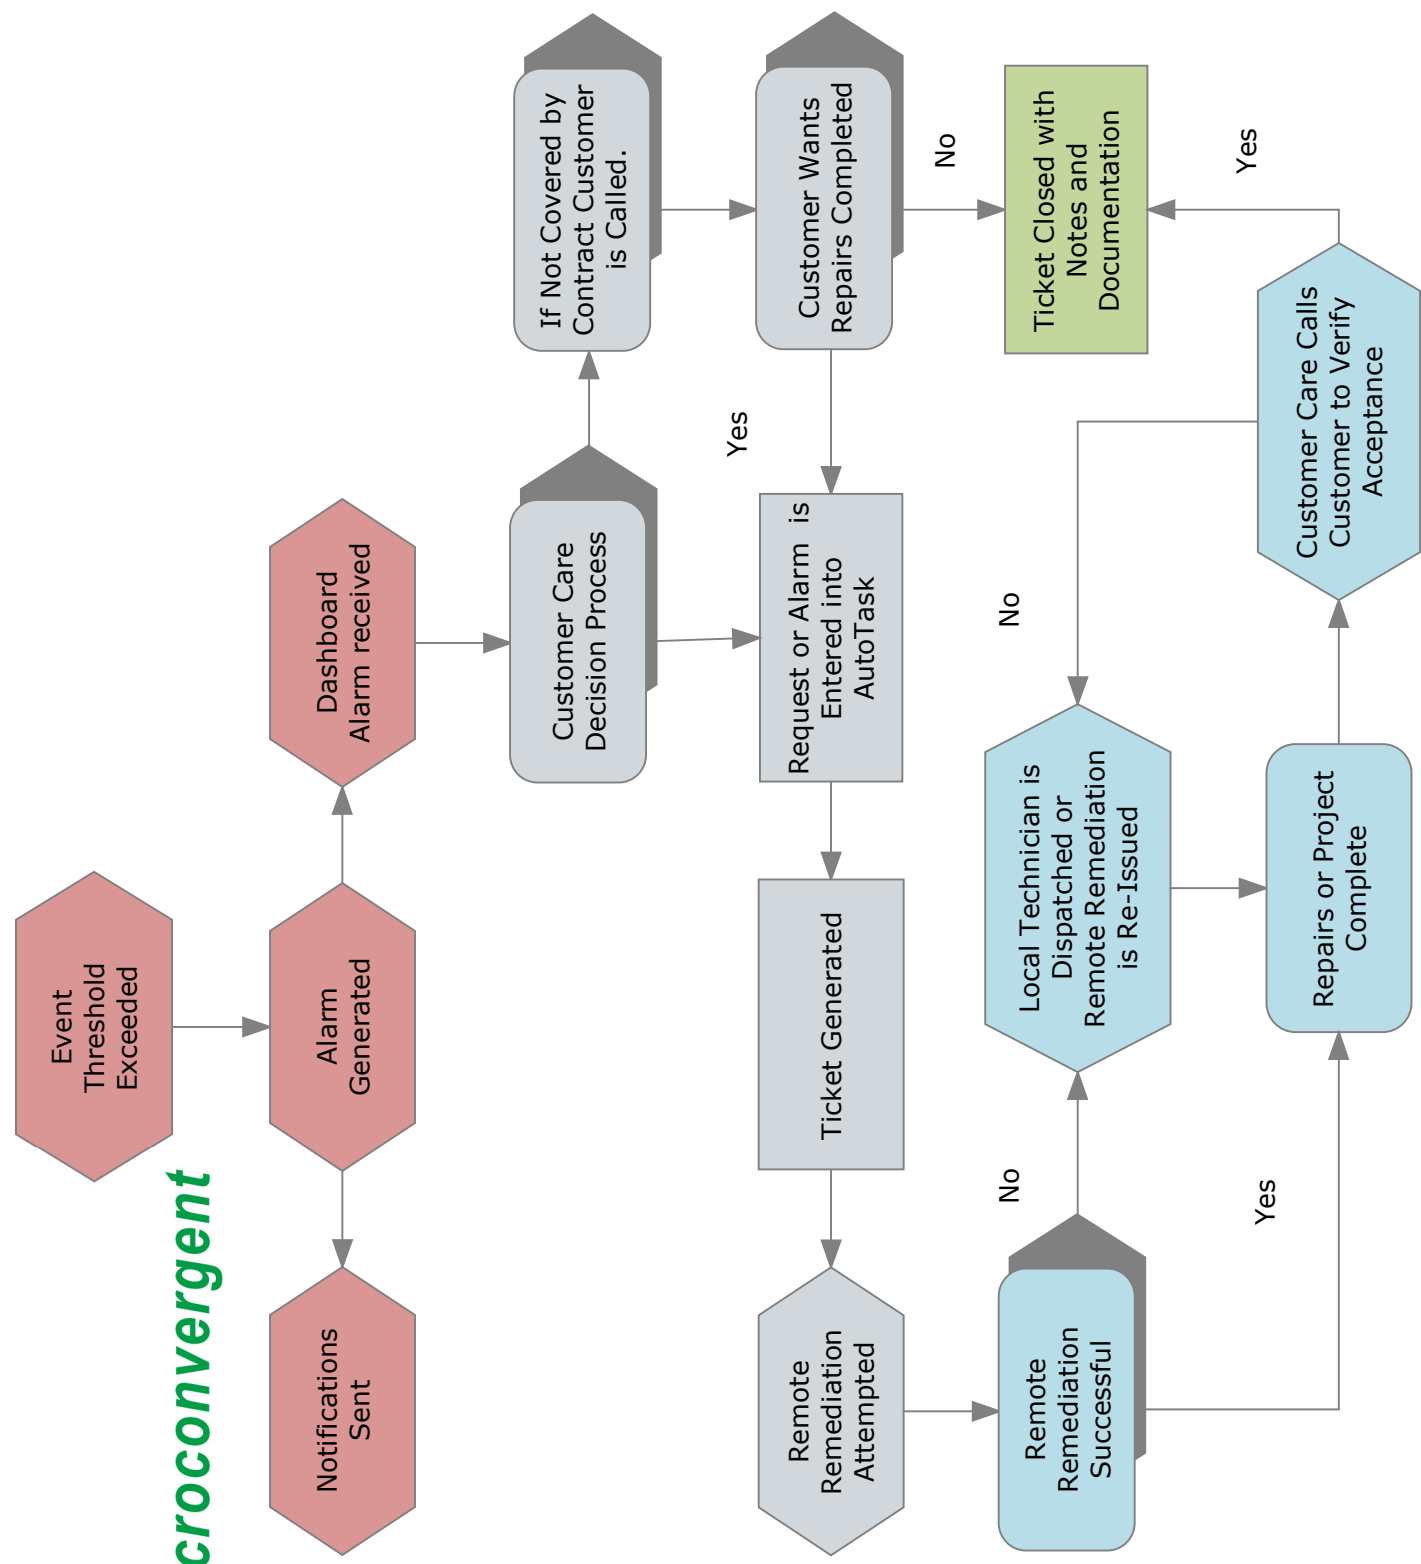 Event
Threshold
Exceeded
croconvergent
Notifications
Sent
Alarm
Generated
Dashboard
Alarm received
Customer Care
Decision Process
If Not Covered by
Contract Customer
is Called.
Yes
Remote
Remediation
Attempted
Ticket Generated
Request or Alarm is
Entered into
AutoTask
Customer Wants
Repairs Completed
No
No
No
Remote
Remediation
Successful
Local Technician is
Dispatched or
Remote Remediation
is Re-Issued
Ticket Closed with
Notes and
Documentation
Yes
Yes
Repairs or Project
Complete
Customer Care Calls
Customer to Verify
Acceptance